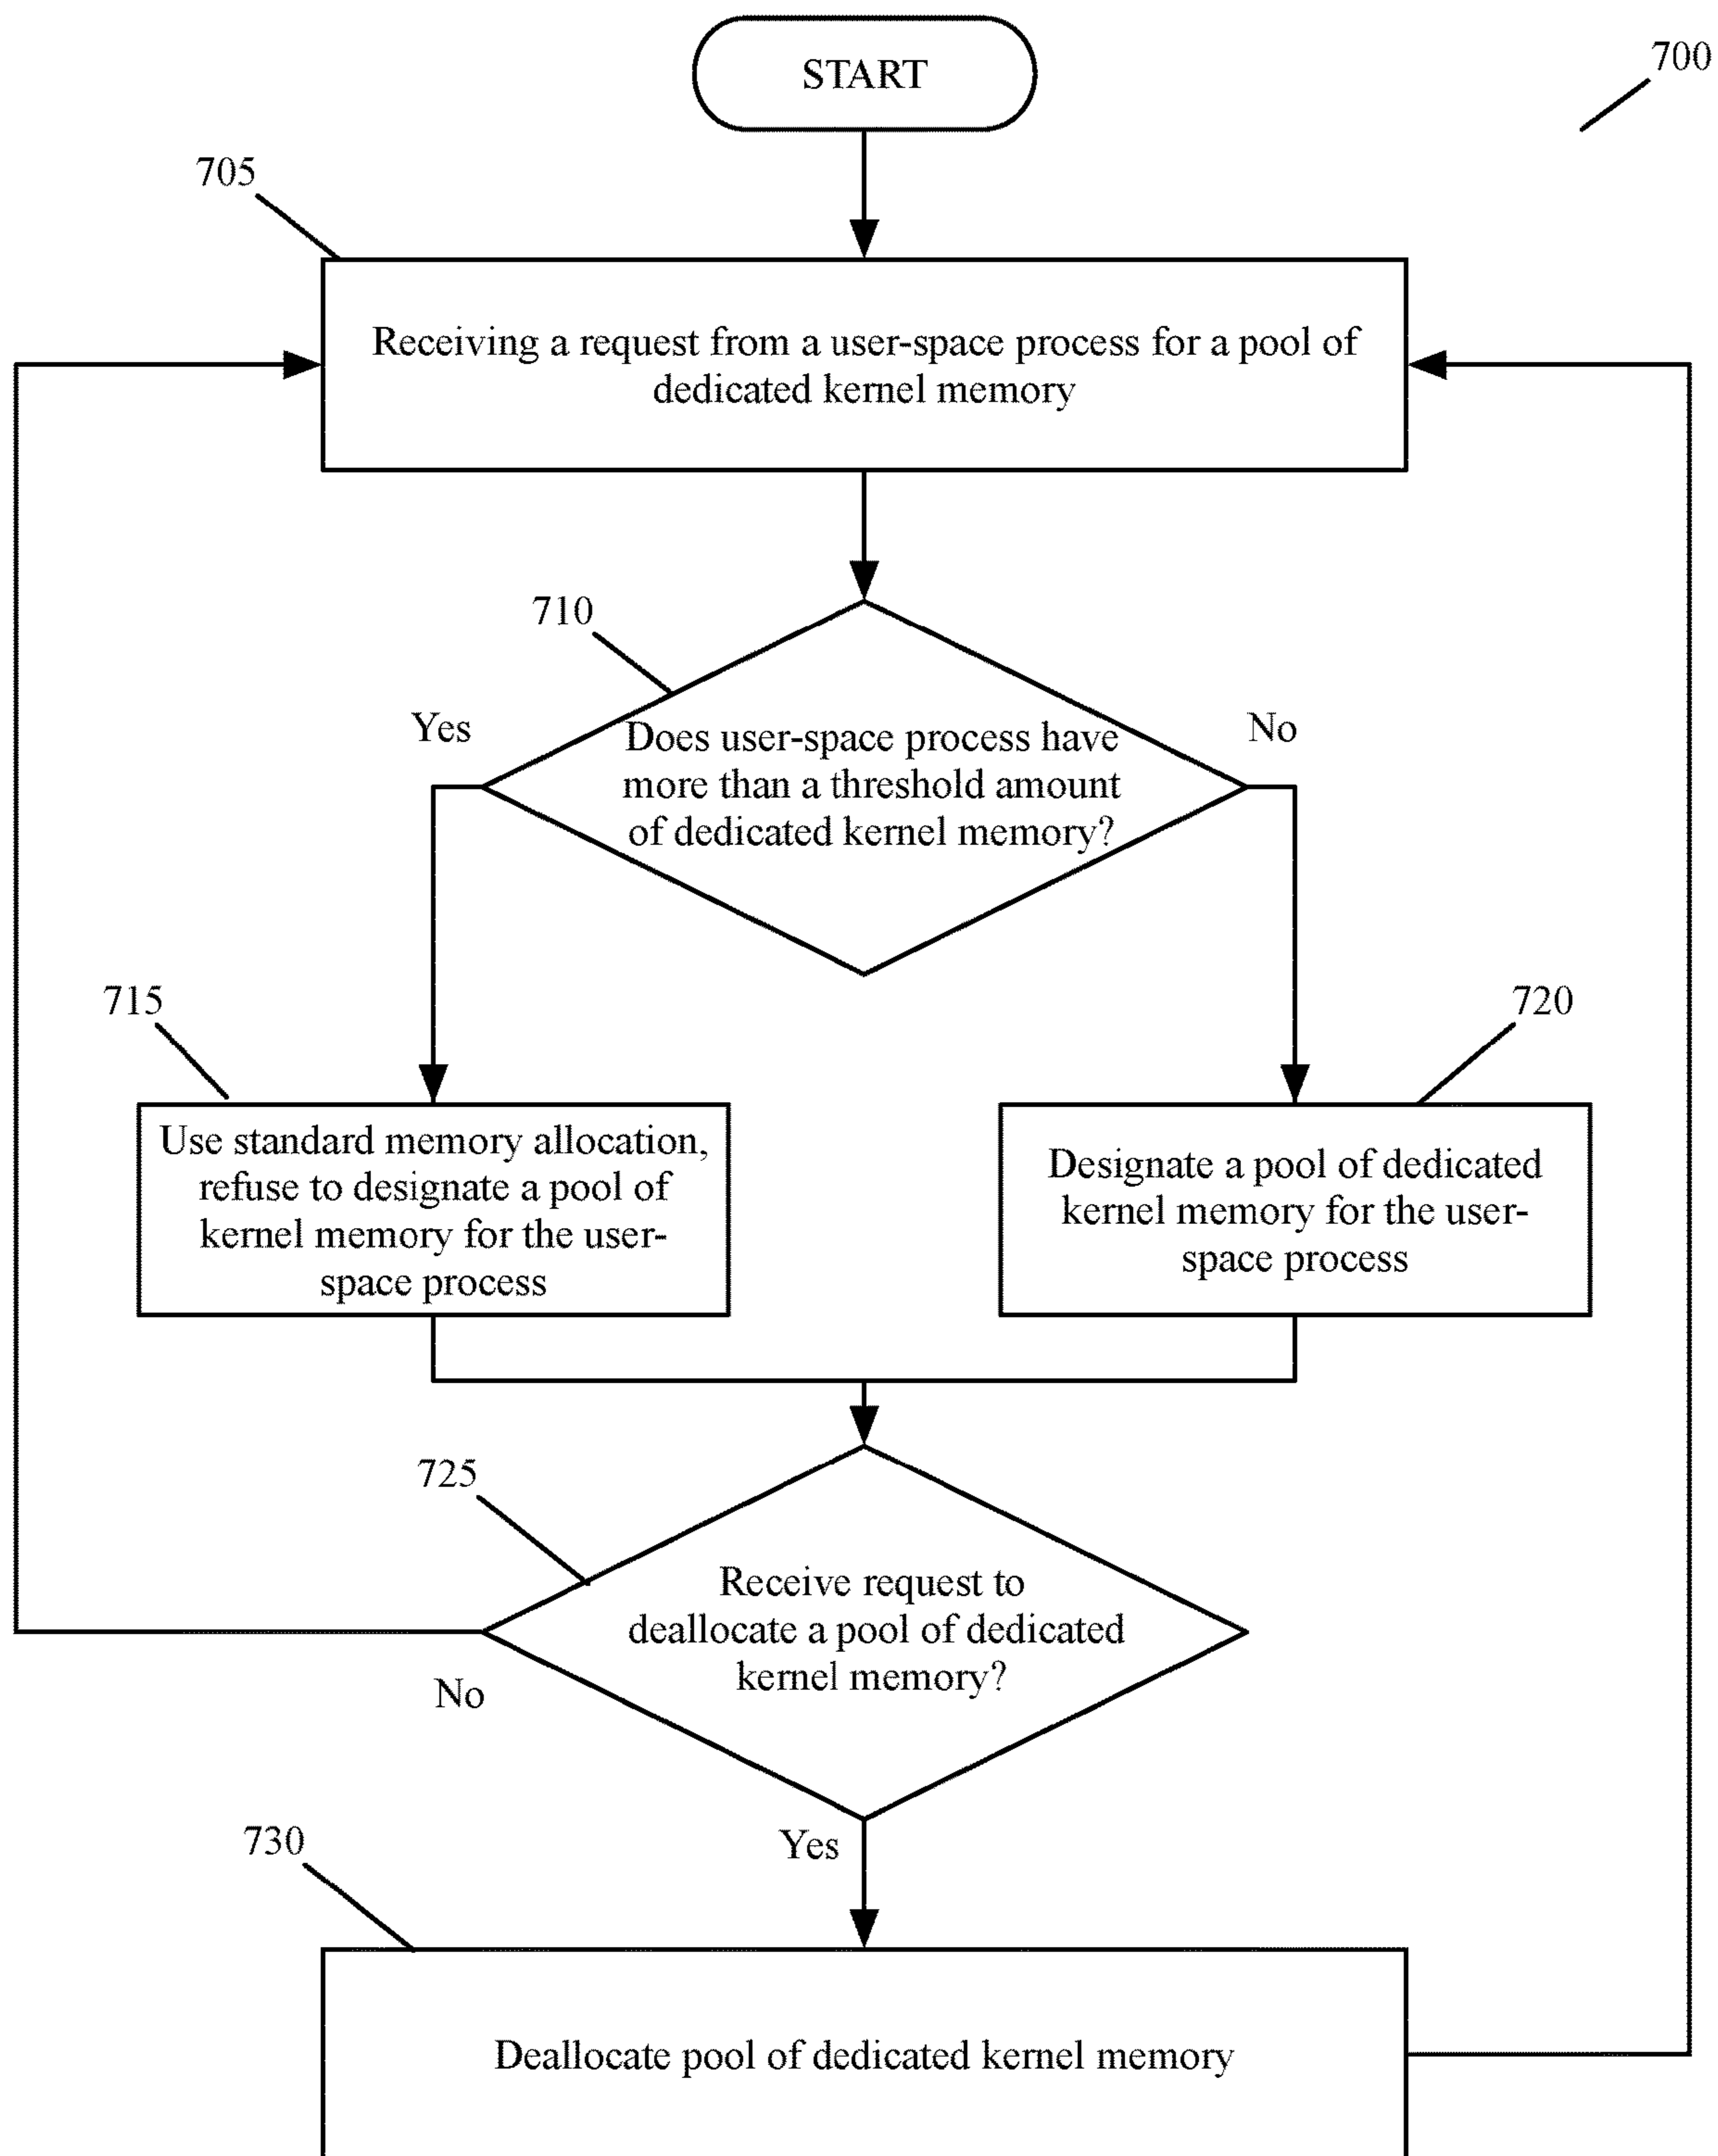 START
700
705
Receiving a request from a user-space process for a pool of
dedicated kernel memory
710
Yes
No
Does user-space process have
more than a threshold amount
of dedicated kernel memory?
715
720
Use standard memory allocation,
refuse to designate a pool of
kernel memory for the user-
space process
Designate a pool of dedicated
kernel memory for the user-
space process
725
Receive request to
deallocate a pool of dedicated
kernel memory?
No
Yes
730
Deallocate pool of dedicated kernel memory